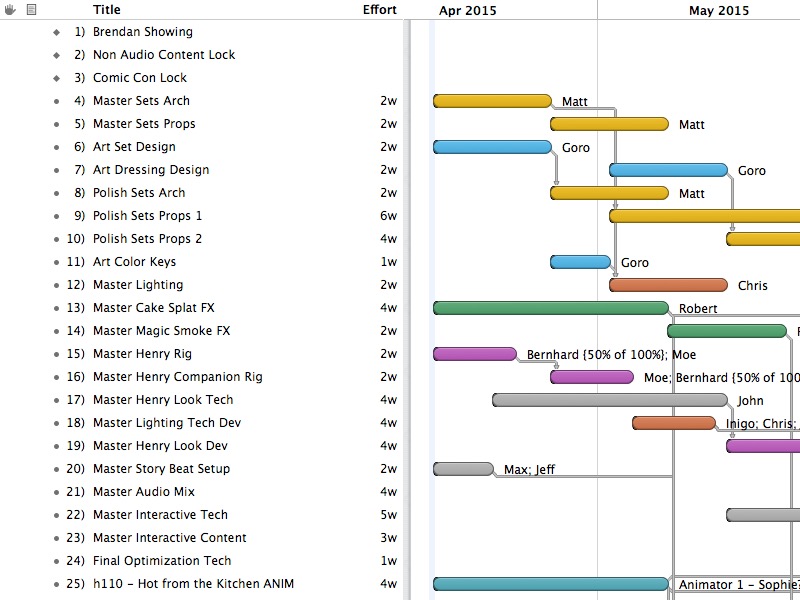 Title Effort Apr 2015 May 2015
1) Brendan Showing
2) Non Audio Content Lock
3) Comic Con Lock
4) Master Sets Arch 2w Matt
5) Master Sets Props 2w Matt
6) Art Set Design 2w Goro
7) Art Dressing Design 2w Goro
8) Polish Sets Arch 2w Matt
9) Polish Sets Props 1 6w
10) Polish Sets Props 2 4w
11) Art Color Keys 1w Goro
12) Master Lighting 2w Chris
13) Master Cake Splat FX 4w Robert
14) Master Magic Smoke FX 2w
15) Master Henry Rig 2w Bernhard {50% of 100%}; Moe
16) Master Henry Companion Rig 2w Moe; Bernhard {50% of 100
17) Master Henry Look Tech 4w John
18) Master Lighting Tech Dev 4w Inigo; Chris;
19) Master Henry Look Dev 4w
20) Master Story Beat Setup 2w Max; Jeff
21) Master Audio Mix 4w
22) Master Interactive Tech 5w
23) Master Interactive Content 3w
24) Final Optimization Tech 1w
25) h110 – Hot from the Kitchen ANIM 4w Animator 1 – Sophie?